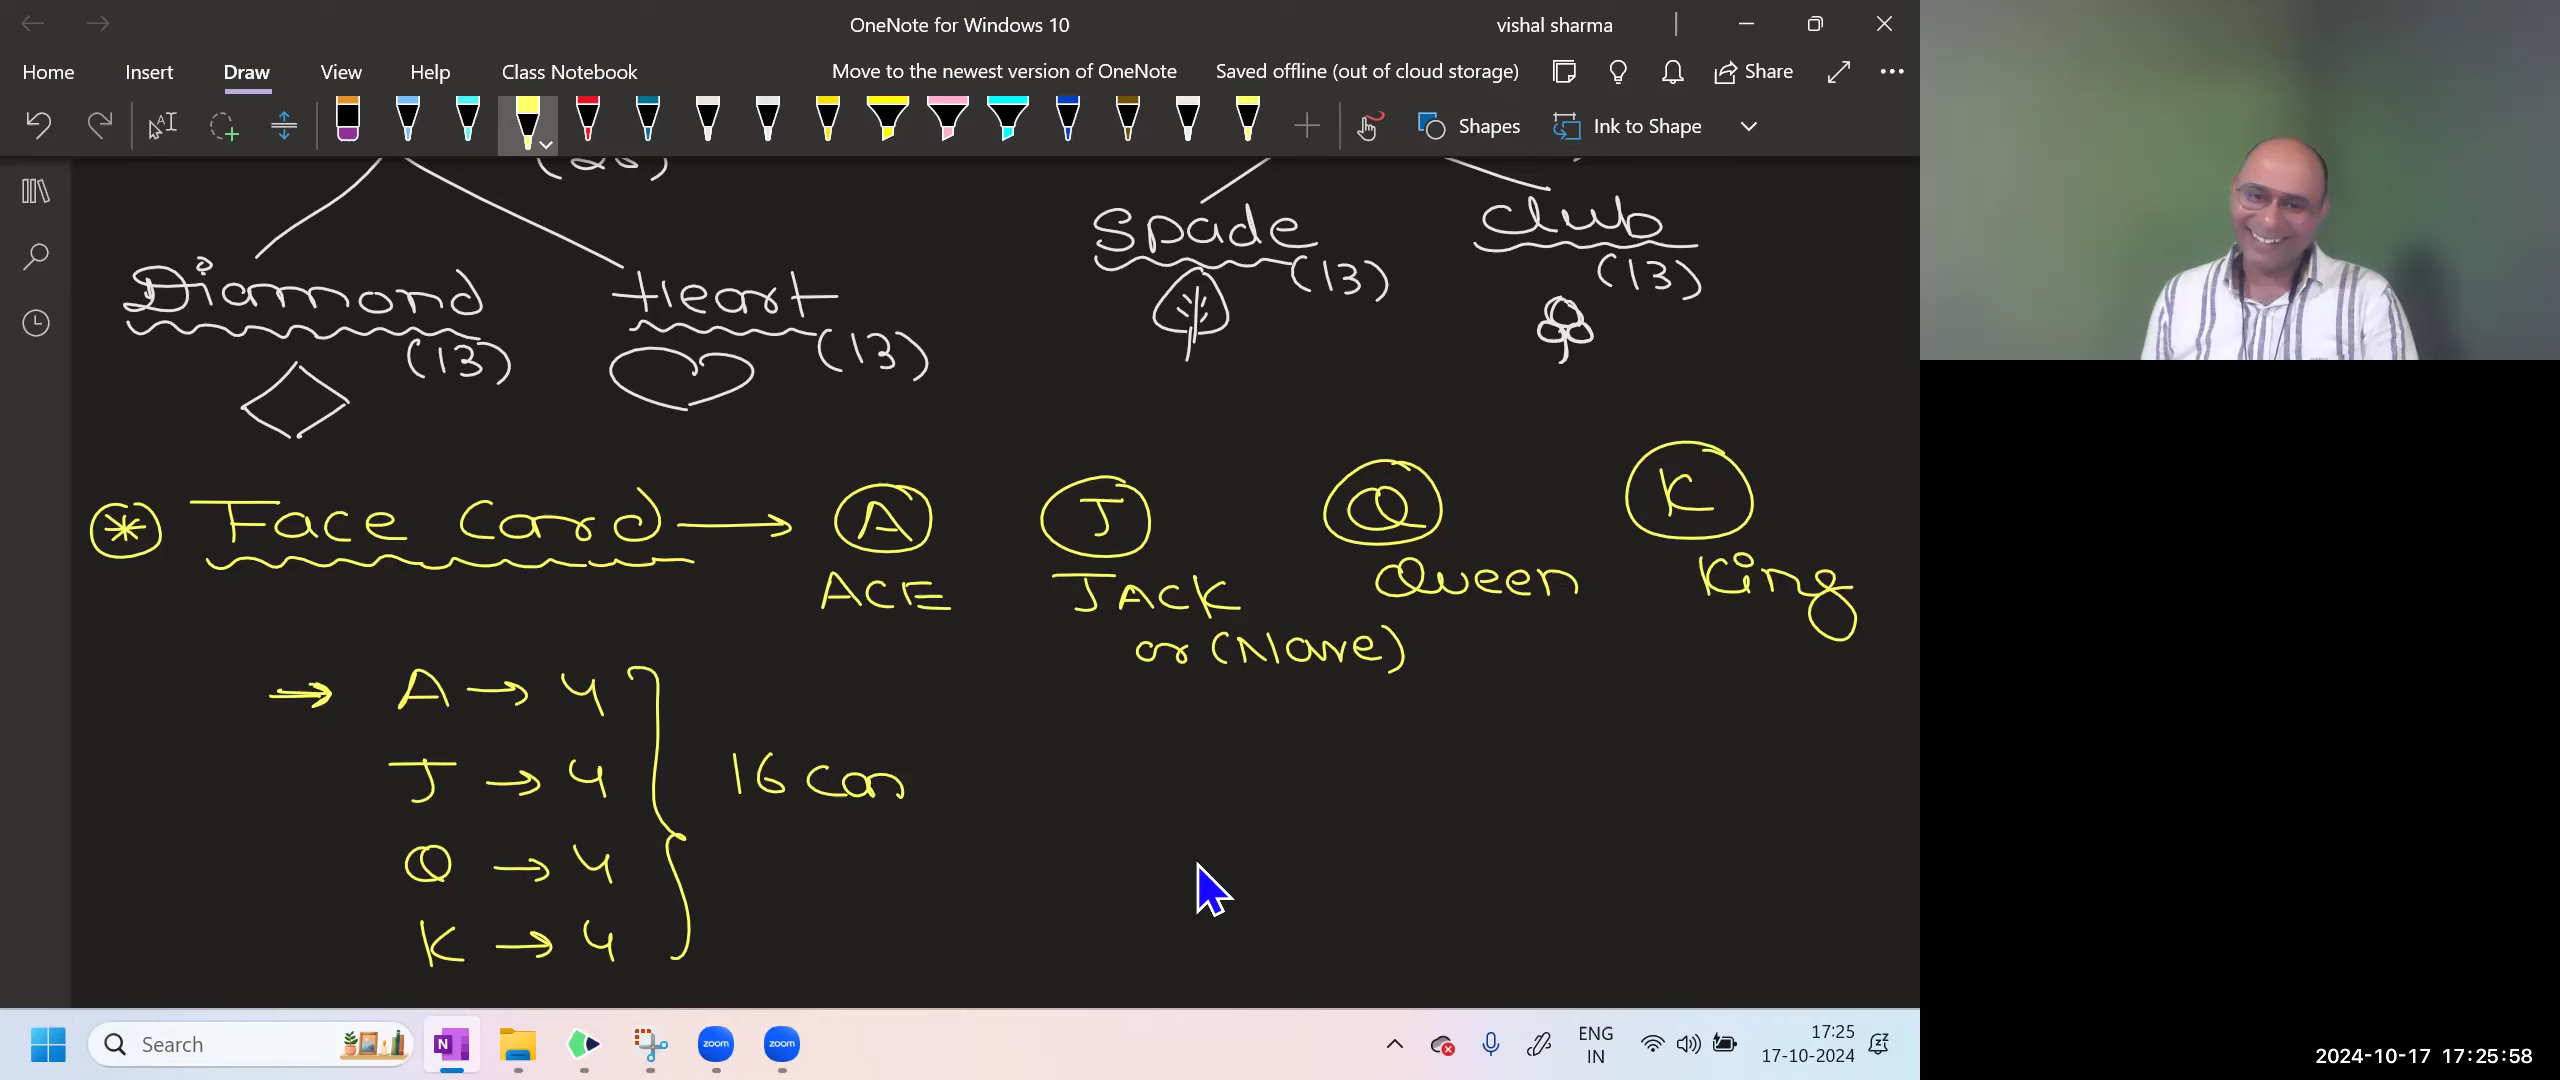 OneNote for Windows 10
vishal sharma
Home Insert Draw View Help Class Notebook
Move to the newest version of OneNote
Saved offline (out of cloud storage)
Share
Shapes
Ink to Shape
Diamond
(13)
Heart
(13)
Spade
(13)
Club
(13)
Face Card → A J Q K
ACE JACK Queen King
or (Nave)
→ A → 4
J → 4
16 Car
Q → 4
K → 4
Search
zoom
zoom
ENG
IN
17:25
17-10-2024
2024-10-17 17:25:58